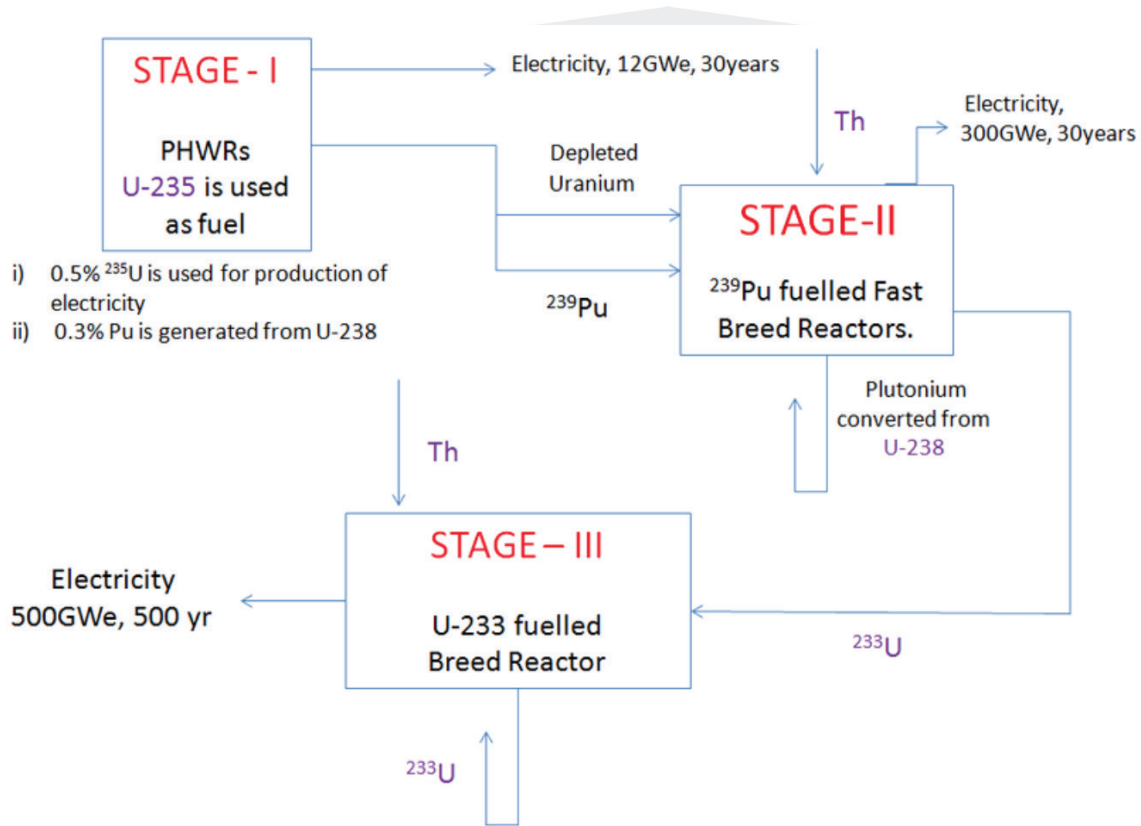 STAGE - I
PHWRs
U-235 is used
as fuel
i) 0.5% ²³⁵U is used for production of
electricity
ii) 0.3% Pu is generated from U-238
Electricity, 12GWe, 30years
Th
Electricity,
300GWe, 30years
Depleted
Uranium
²³⁹Pu
STAGE-II
²³⁹Pu fuelled Fast
Breed Reactors.
Plutonium
converted from
U-238
Th
STAGE – III
U-233 fuelled
Breed Reactor
Electricity
500GWe, 500 yr
²³³U
²³³U